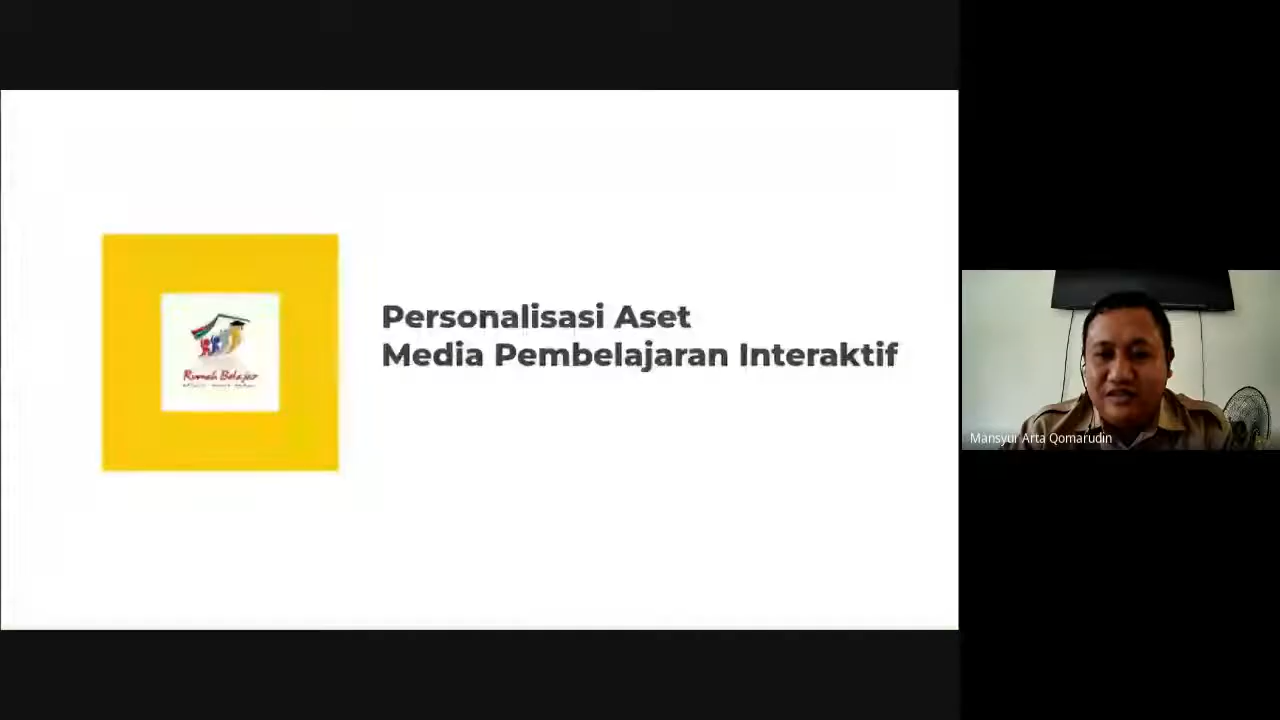 Personalisasi Aset
Media Pembelajaran Interaktif
Rumah Belajar
Mansyur Arta Qomarudin